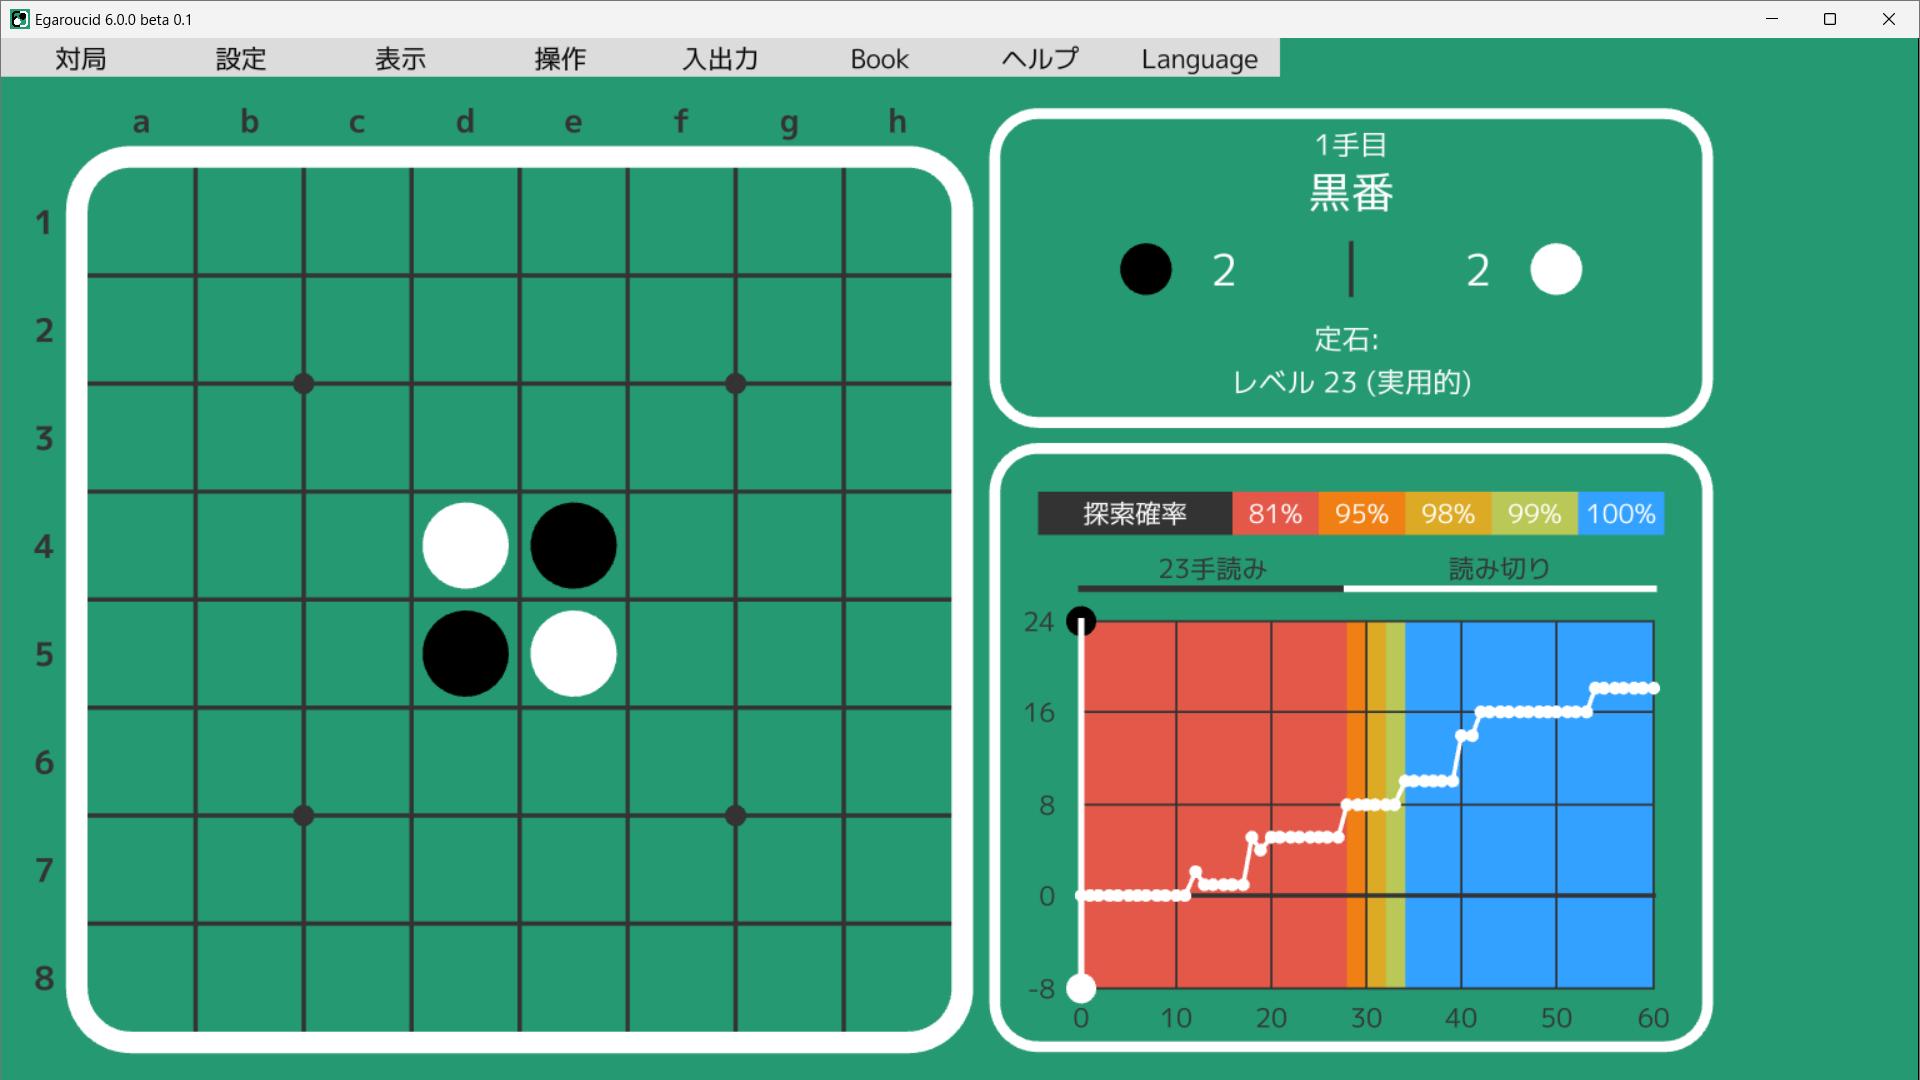 Egaroucid 6.0.0 beta 0.1
対局 設定 表示 操作 入出力 Book ヘルプ Language
a b c d e f g h
1
2
3
4
5
6
7
8
1手目
黒番
2 2
定石:
レベル 23 (実用的)
探索確率 81% 95% 98% 99% 100%
23手読み 読み切り
24
16
8
0
-8
0 10 20 30 40 50 60